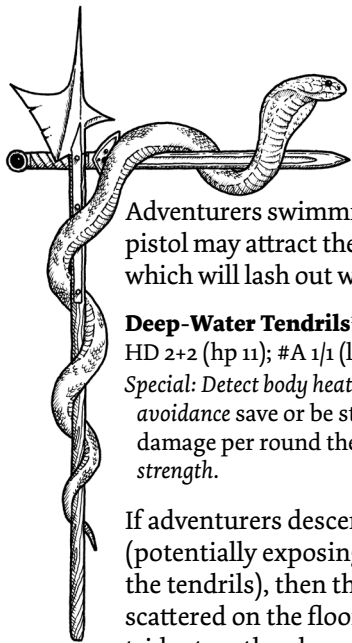 Adventurers swimmi
pistol may attract the
which will lash out w
Deep-Water Tendrils
HD 2+2 (hp 11); #A 1/1 (l
Special: Detect body heat
avoidance save or be st
damage per round the
strength.
If adventurers descen
(potentially exposing
the tendrils), then th
scattered on the floor